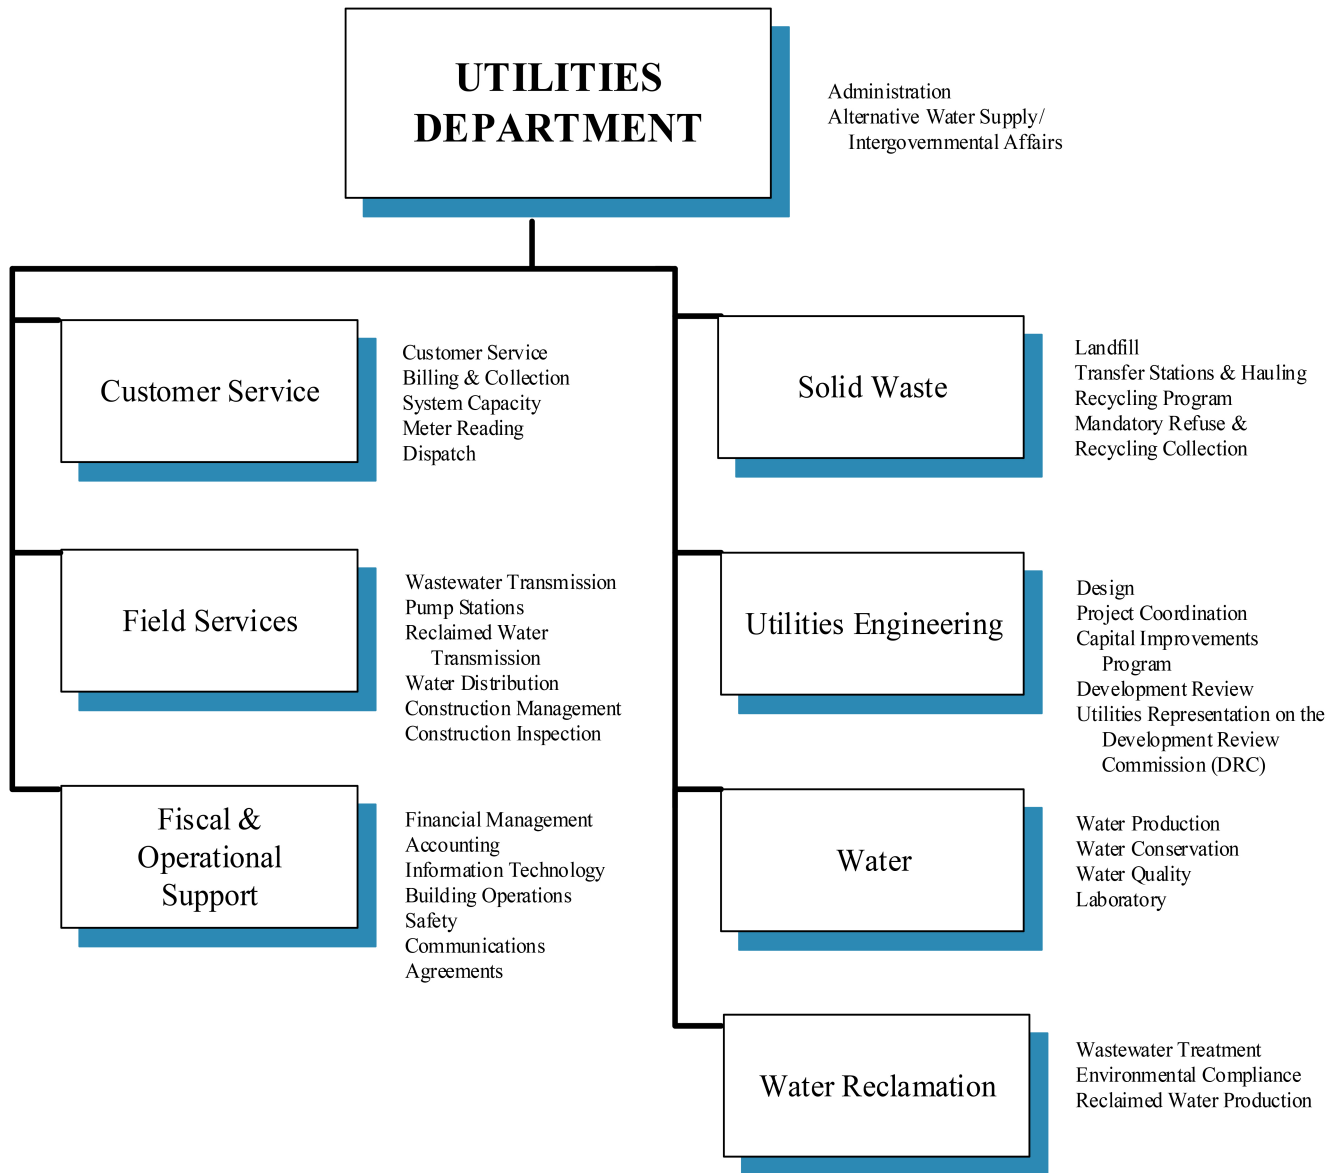 UTILITIES
DEPARTMENT
Administration
Alternative Water Supply/
Intergovernmental Affairs
Customer Service
Customer Service
Billing & Collection
System Capacity
Meter Reading
Dispatch
Field Services
Wastewater Transmission
Pump Stations
Reclaimed Water
Transmission
Water Distribution
Construction Management
Construction Inspection
Fiscal &
Operational
Support
Financial Management
Accounting
Information Technology
Building Operations
Safety
Communications
Agreements
Solid Waste
Landfill
Transfer Stations & Hauling
Recycling Program
Mandatory Refuse &
Recycling Collection
Utilities Engineering
Design
Project Coordination
Capital Improvements
Program
Development Review
Utilities Representation on the
Development Review
Commission (DRC)
Water
Water Production
Water Conservation
Water Quality
Laboratory
Water Reclamation
Wastewater Treatment
Environmental Compliance
Reclaimed Water Production